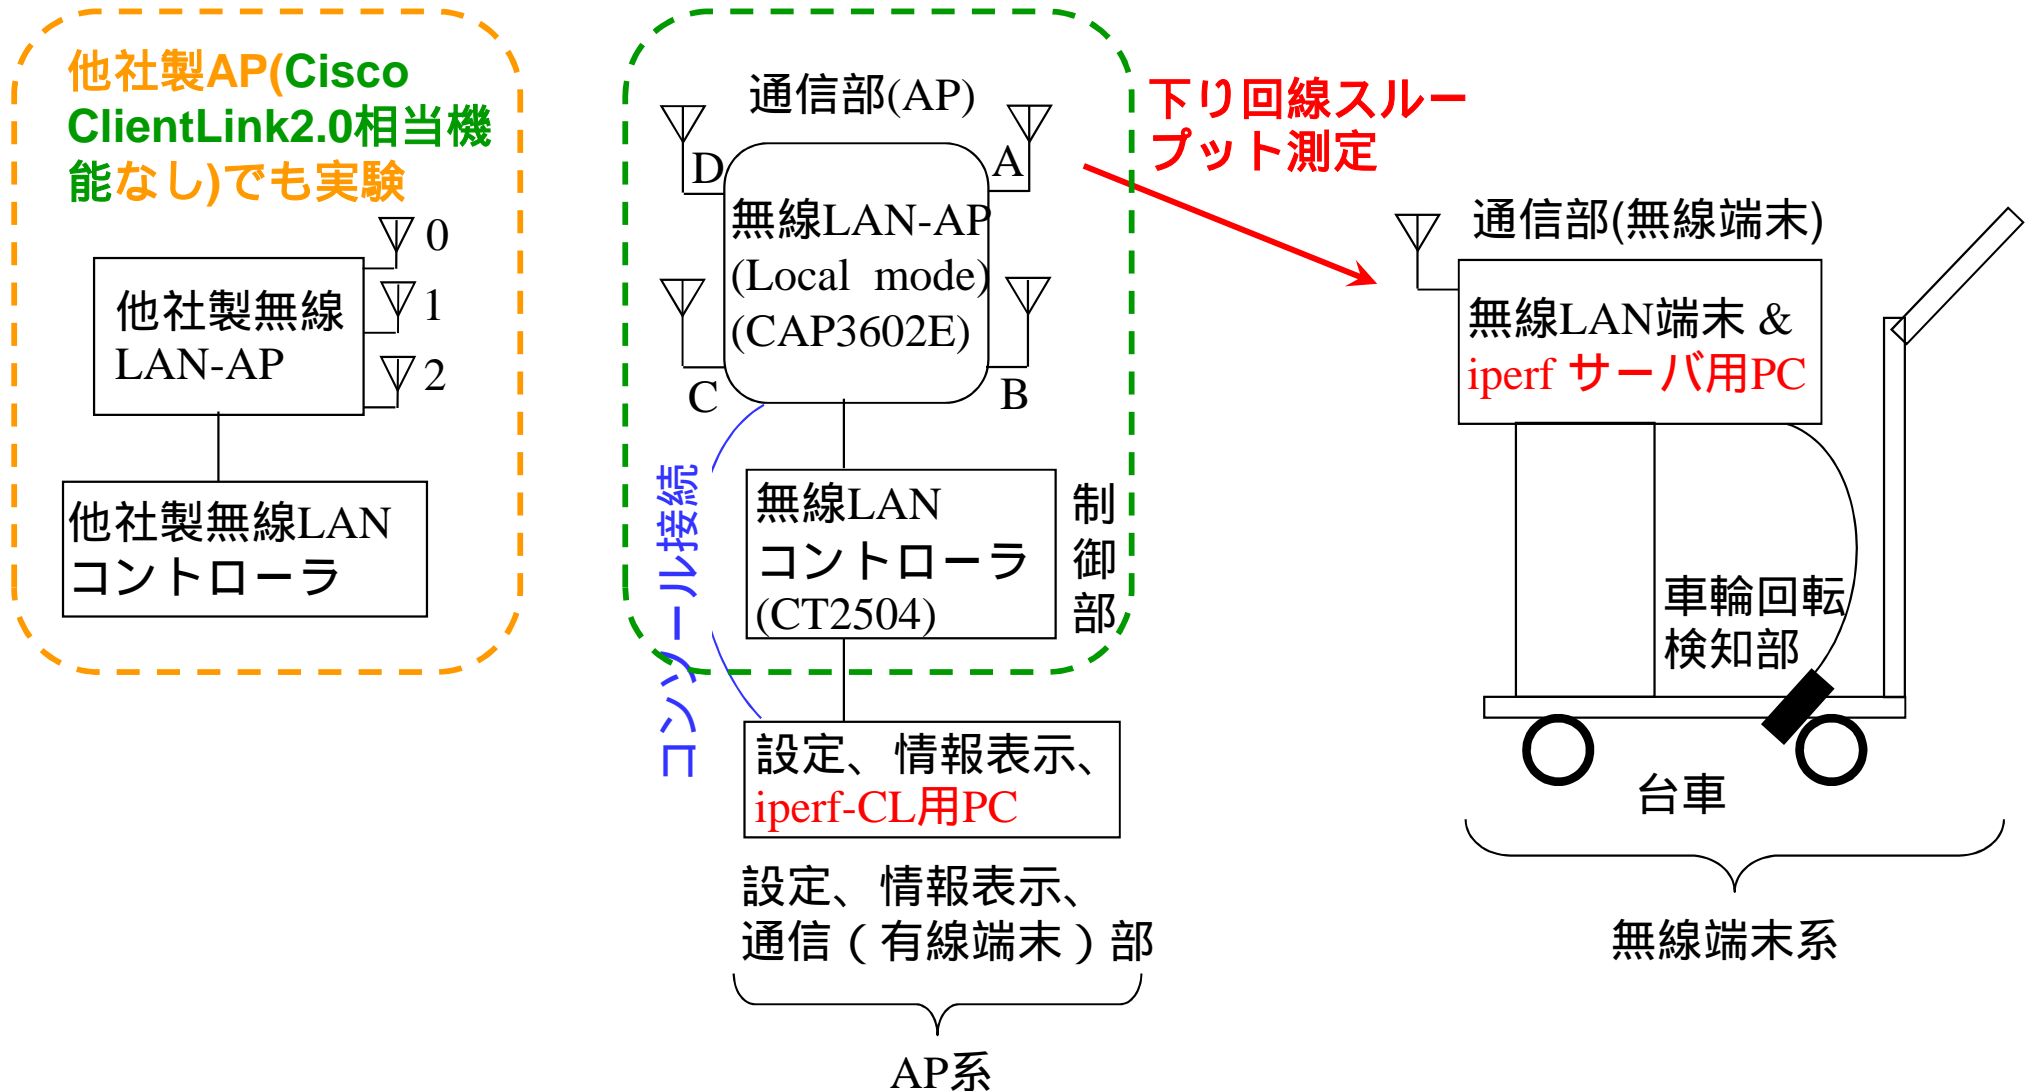 他社製AP(Cisco
ClientLink2.0相当機
能なし)でも実験
0
1
2
他社製無線
LAN-AP
他社製無線LAN
コントローラ
通信部(AP)
D
A
無線LAN-AP
(Local mode)
(CAP3602E)
C
B
コンソール接続
無線LAN
コントローラ
(CT2504)
制御部
設定、情報表示、
iperf-CL用PC
設定、情報表示、
通信（有線端末）部
AP系
下り回線スルー
プット測定
通信部(無線端末)
無線LAN端末 &
iperf サーバ用PC
車輪回転
検知部
台車
無線端末系